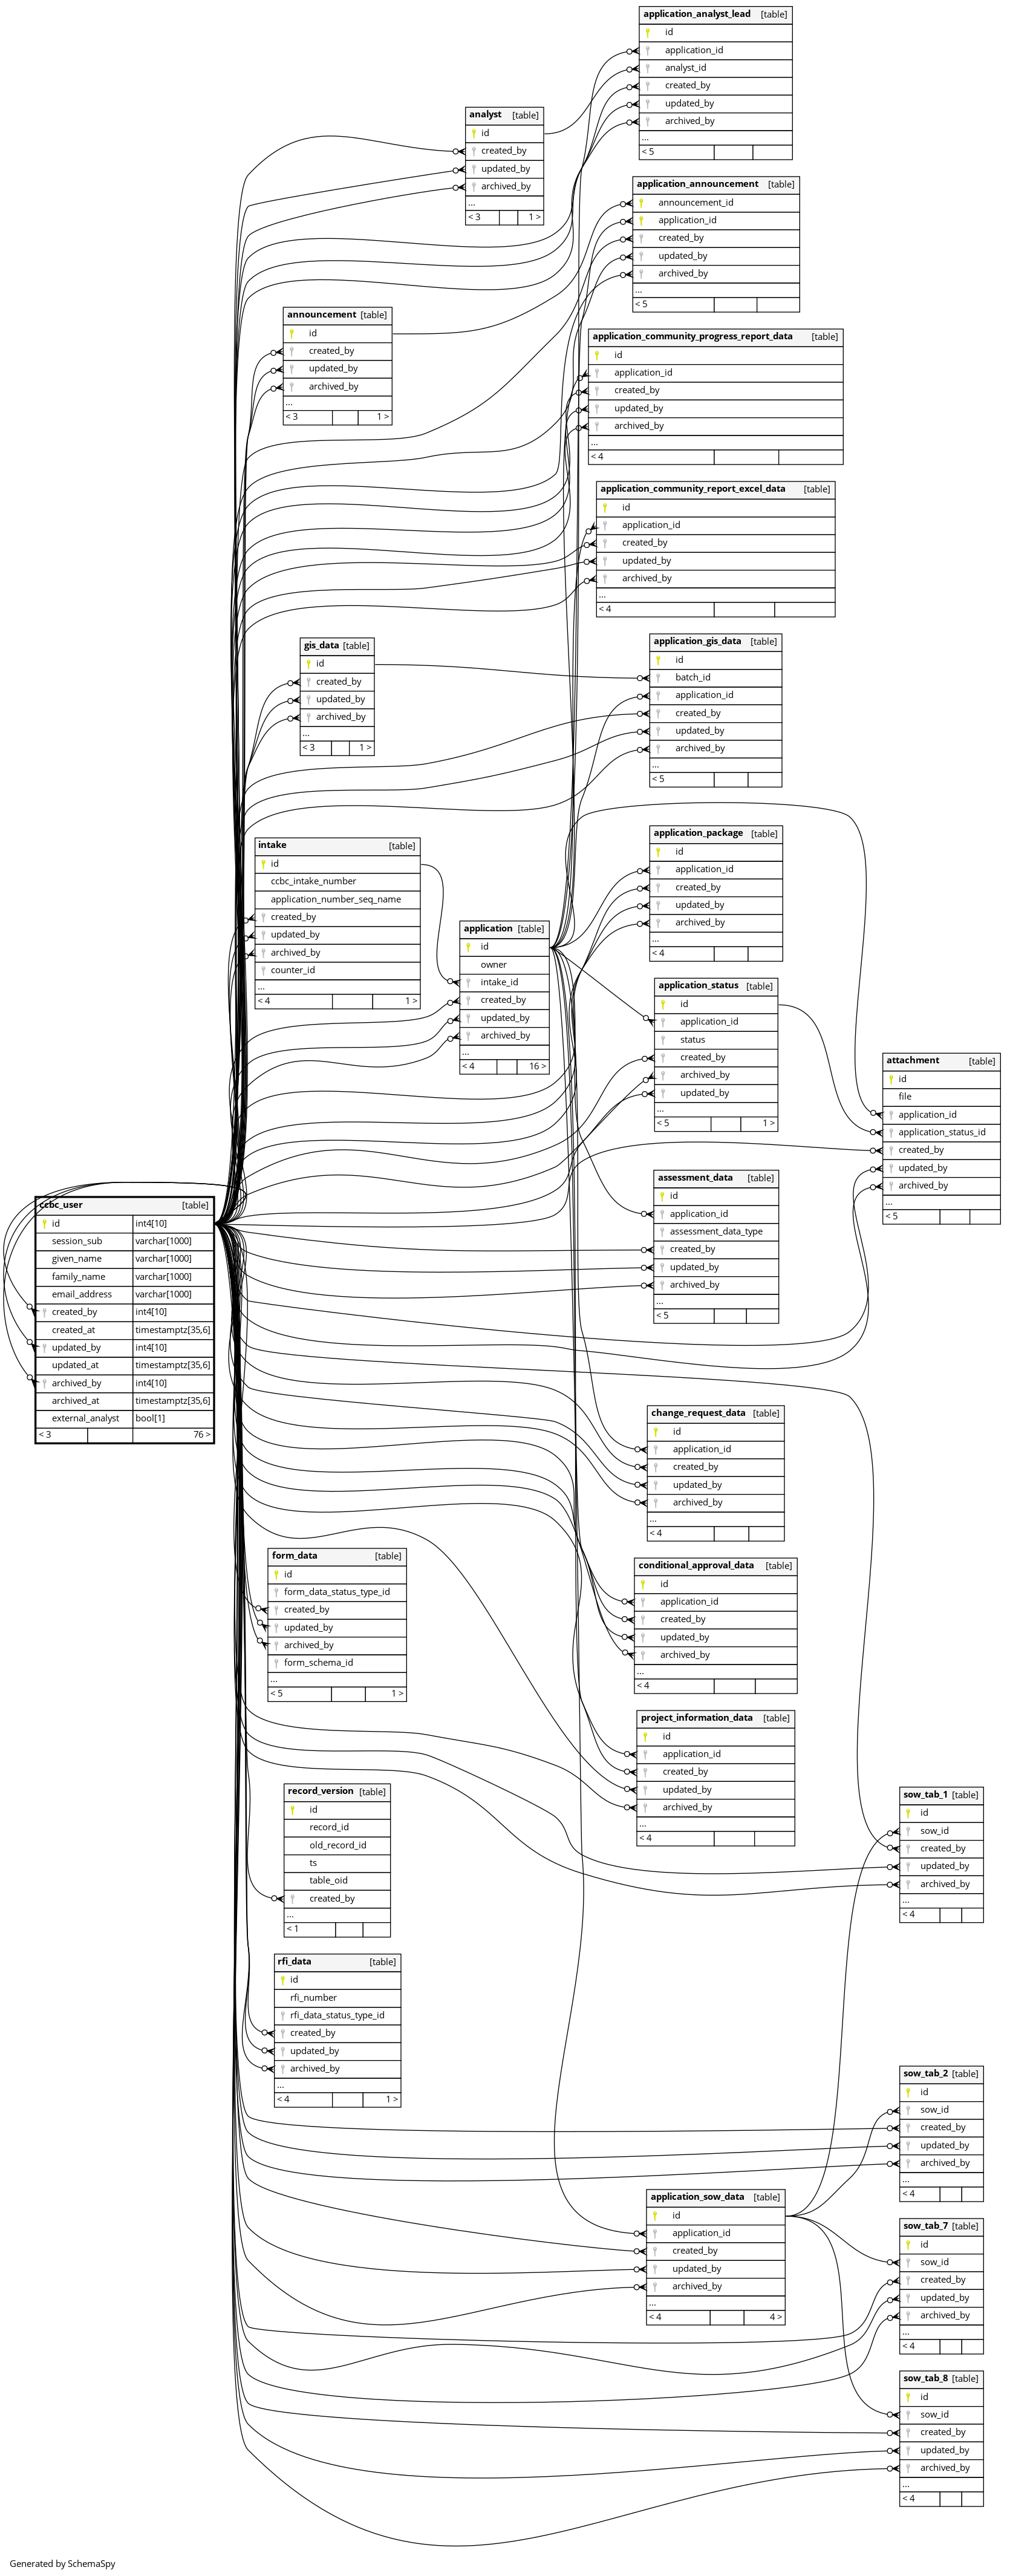 application_analyst_lead [table]
id
application_id
analyst_id
created_by
updated_by
archived_by
...
< 5
analyst [table]
id
created_by
updated_by
archived_by
...
< 3 1 >
application_announcement [table]
announcement_id
application_id
created_by
updated_by
archived_by
...
< 5
announcement [table]
id
created_by
updated_by
archived_by
...
< 3 1 >
application_community_progress_report_data [table]
id
application_id
created_by
updated_by
archived_by
...
< 4
application_community_report_excel_data [table]
id
application_id
created_by
updated_by
archived_by
...
< 4
gis_data [table]
id
created_by
updated_by
archived_by
...
< 3 1 >
application_gis_data [table]
id
batch_id
application_id
created_by
updated_by
archived_by
...
< 5
intake [table]
id
ccbc_intake_number
application_number_seq_name
created_by
updated_by
archived_by
counter_id
...
< 4 1 >
application_package [table]
id
application_id
created_by
updated_by
archived_by
...
< 4
application [table]
id
owner
intake_id
created_by
updated_by
archived_by
...
< 4 16 >
application_status [table]
id
application_id
status
created_by
archived_by
updated_by
...
< 5 1 >
attachment [table]
id
file
application_id
application_status_id
created_by
updated_by
archived_by
...
< 5
ccbc_user [table]
id int4[10]
session_sub varchar[1000]
given_name varchar[1000]
family_name varchar[1000]
email_address varchar[1000]
created_by int4[10]
created_at timestamptz[35,6]
updated_by int4[10]
updated_at timestamptz[35,6]
archived_by int4[10]
archived_at timestamptz[35,6]
external_analyst bool[1]
< 3 76 >
assessment_data [table]
id
application_id
assessment_data_type
created_by
updated_by
archived_by
...
< 5
change_request_data [table]
id
application_id
created_by
updated_by
archived_by
...
< 4
form_data [table]
id
form_data_status_type_id
created_by
updated_by
archived_by
form_schema_id
...
< 5 1 >
conditional_approval_data [table]
id
application_id
created_by
updated_by
archived_by
...
< 4
project_information_data [table]
id
application_id
created_by
updated_by
archived_by
...
< 4
record_version [table]
id
record_id
old_record_id
ts
table_oid
created_by
...
< 1
sow_tab_1 [table]
id
sow_id
created_by
updated_by
archived_by
...
< 4
rfi_data [table]
id
rfi_number
rfi_data_status_type_id
created_by
updated_by
archived_by
...
< 4 1 >
sow_tab_2 [table]
id
sow_id
created_by
updated_by
archived_by
...
< 4
application_sow_data [table]
id
application_id
created_by
updated_by
archived_by
...
< 4 4 >
sow_tab_7 [table]
id
sow_id
created_by
updated_by
archived_by
...
< 4
sow_tab_8 [table]
id
sow_id
created_by
updated_by
archived_by
...
< 4
Generated by SchemaSpy